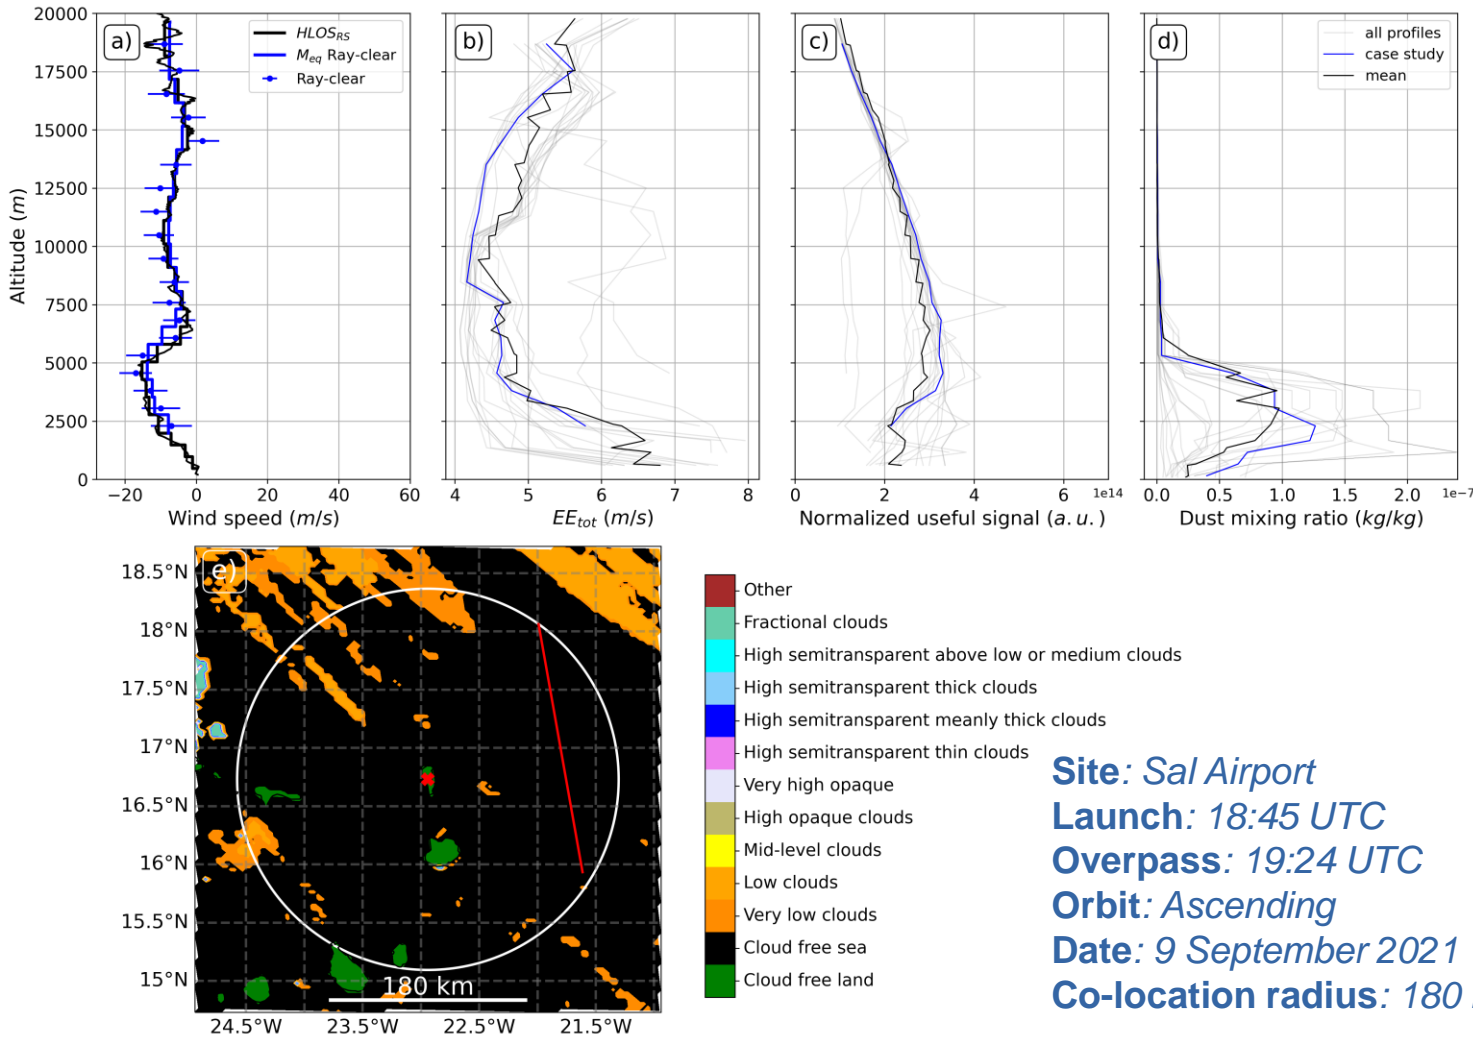 20000
17500
15000
12500
10000
7500
5000
2500
0
Altitude (m)
a)
HLOS_RS
M_eq Ray-clear
Ray-clear
−20 0 20 40 60
Wind speed (m/s)
b)
4 5 6 7 8
EE_tot (m/s)
c)
0 2 4 6
1e14
Normalized useful signal (a.u.)
d)
all profiles
case study
mean
0.0 0.5 1.0 1.5 2.0
1e-7
Dust mixing ratio (kg/kg)
e)
18.5°N
18°N
17.5°N
17°N
16.5°N
16°N
15.5°N
15°N
180 km
24.5°W 23.5°W 22.5°W 21.5°W
Other
Fractional clouds
High semitransparent above low or medium clouds
High semitransparent thick clouds
High semitransparent meanly thick clouds
High semitransparent thin clouds
Very high opaque
High opaque clouds
Mid-level clouds
Low clouds
Very low clouds
Cloud free sea
Cloud free land
Site: Sal Airport
Launch: 18:45 UTC
Overpass: 19:24 UTC
Orbit: Ascending
Date: 9 September 2021
Co-location radius: 180